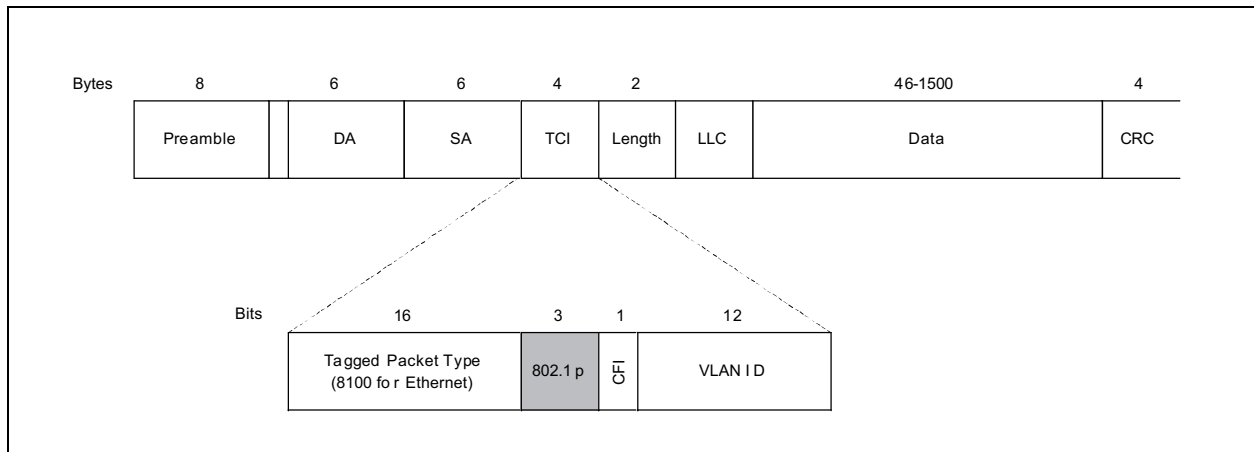 Bytes 8 6 6 4 2 46-1500 4
Preamble DA SA TCI Length LLC Data CRC
Bits 16 3 1 12
Tagged Packet Type
(8100 fo r Ethernet)
802.1 p CFI VLAN I D